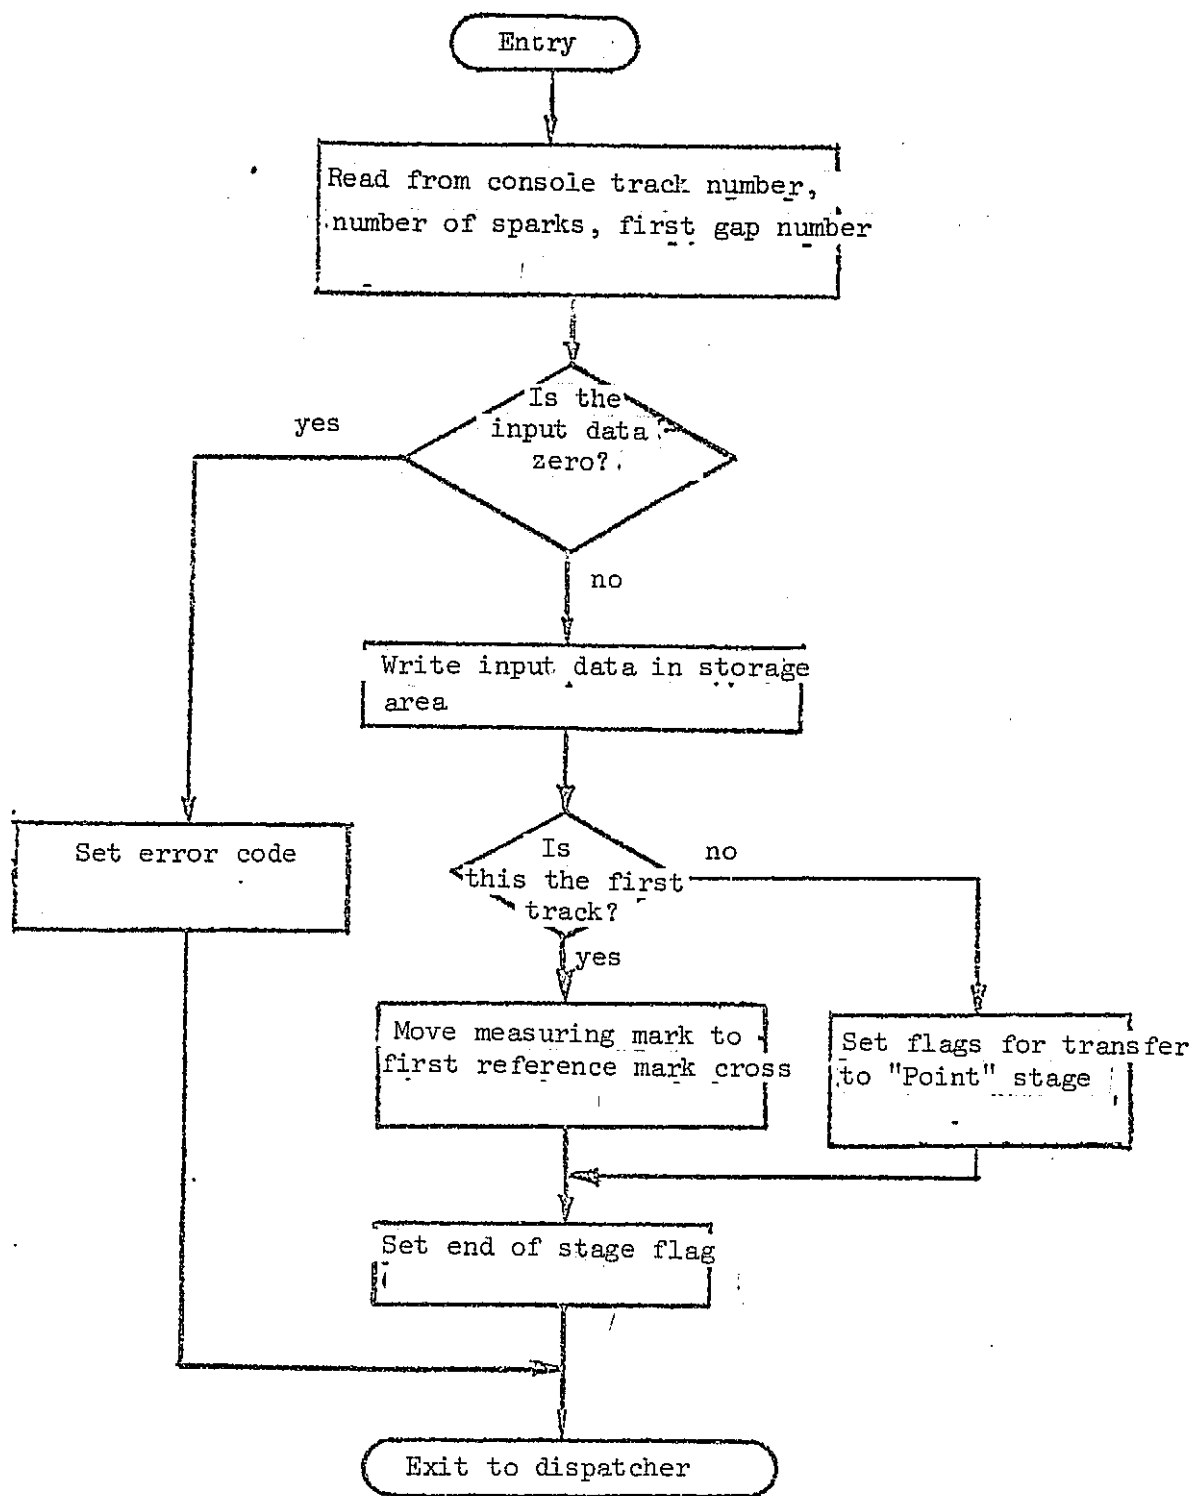 Entry
Read from console track number,
number of sparks, first gap number
Is the
input data
zero?
yes
no
Write input data in storage
area
Set error code
Is
this the first
track?
no
yes
Move measuring mark to
first reference mark cross
Set flags for transfer
to "Point" stage
Set end of stage flag
Exit to dispatcher